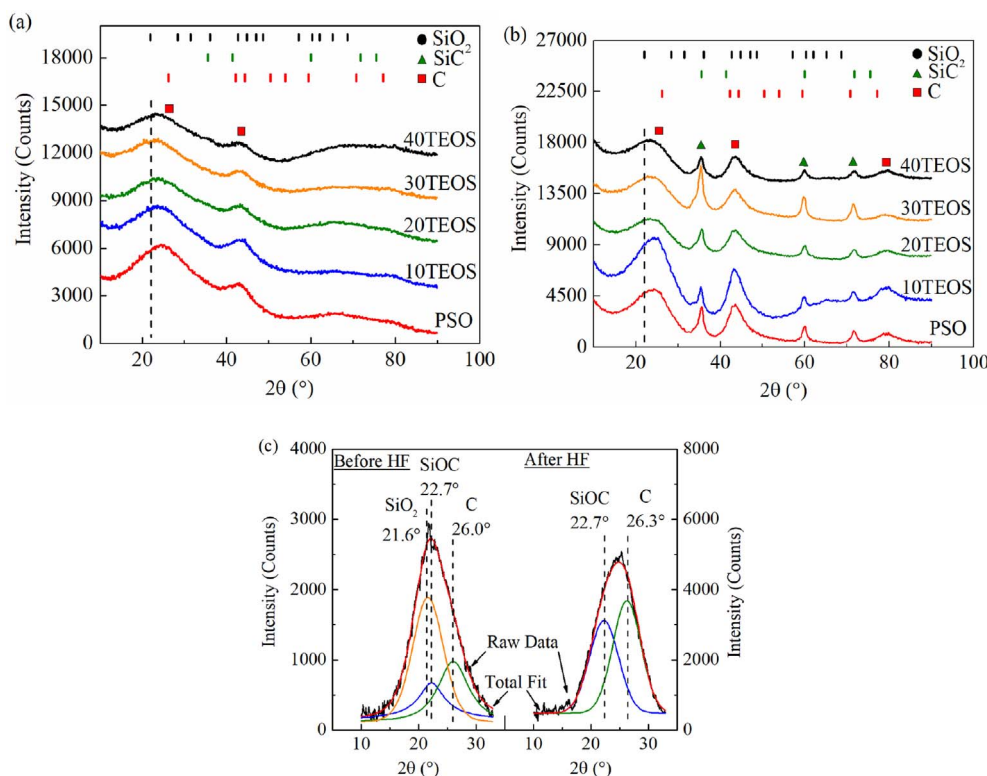 (a)
18000
15000
12000
9000
6000
3000
0
Intensity (Counts)
SiO2
SiC
C
40TEOS
30TEOS
20TEOS
10TEOS
PSO
20 40 60 80 100
2θ (°)
(b)
27000
22500
18000
13500
9000
4500
0
Intensity (Counts)
SiO2
SiC
C
40TEOS
30TEOS
20TEOS
10TEOS
PSO
20 40 60 80 100
2θ (°)
(c)
4000
3000
2000
1000
0
Intensity (Counts)
Before HF
SiOC
22.7°
SiO2
21.6°
C
26.0°
After HF
SiOC
22.7°
C
26.3°
Raw Data
Total Fit
8000
6000
4000
2000
0
Intensity (Counts)
10 20 30 10 20 30
2θ (°) 2θ (°)